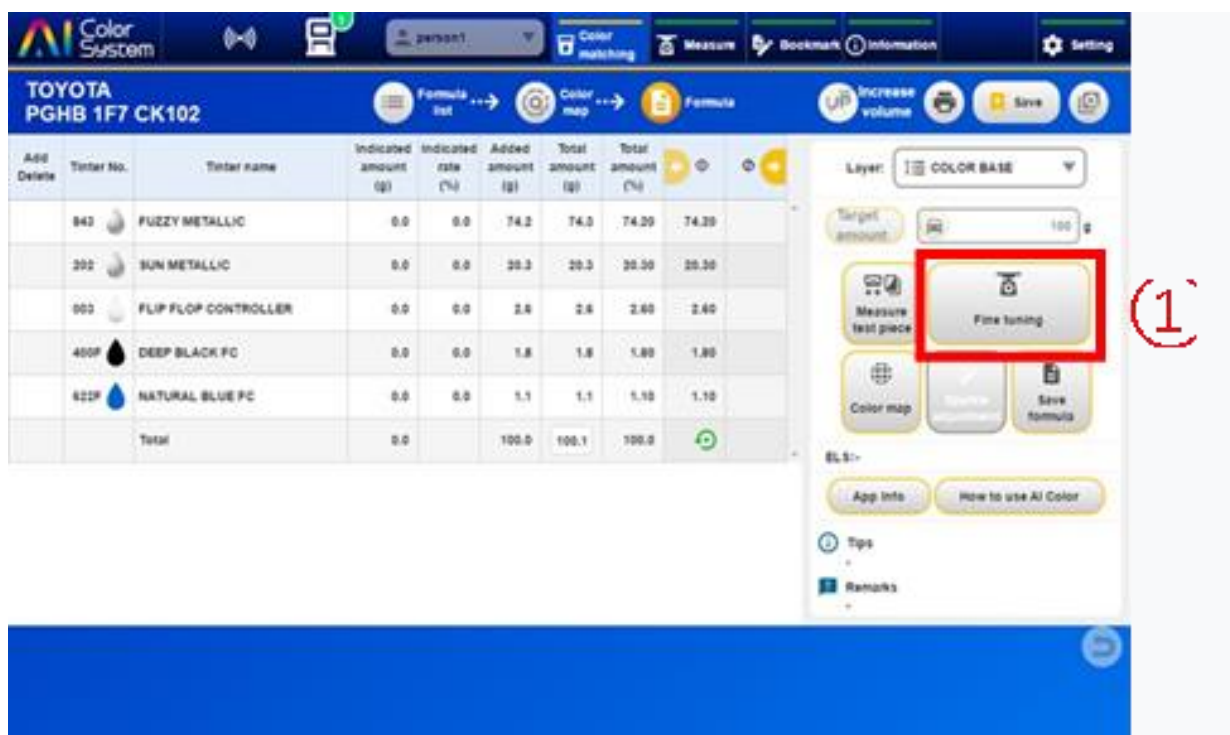 AI Color System
1
person1
Color matching
Measure
Bookmark
Information
Setting
TOYOTA
PGHB 1F7 CK102
Formula list
Color map
Formula
UP Increase volume
Save
Add Delete
Tinter No.
Tinter name
Indicated amount (g)
Indicated rate (%)
Added amount (g)
Total amount (g)
Total amount (%)
843 FUZZY METALLIC 0.0 0.0 74.2 74.3 74.20 74.20
202 SUN METALLIC 0.0 0.0 20.3 20.3 20.30 20.30
003 FLIP FLOP CONTROLLER 0.0 0.0 2.6 2.6 2.60 2.60
400P DEEP BLACK FC 0.0 0.0 1.8 1.8 1.80 1.80
622P NATURAL BLUE FC 0.0 0.0 1.1 1.1 1.10 1.10
Total 0.0 100.0 100.1 100.0
Layer: COLOR BASE
Target amount 100 g
Measure test piece
Fine tuning
①
Color map
Save formula
ELS:-
App Info
How to use AI Color
Tips
-
Remarks
-